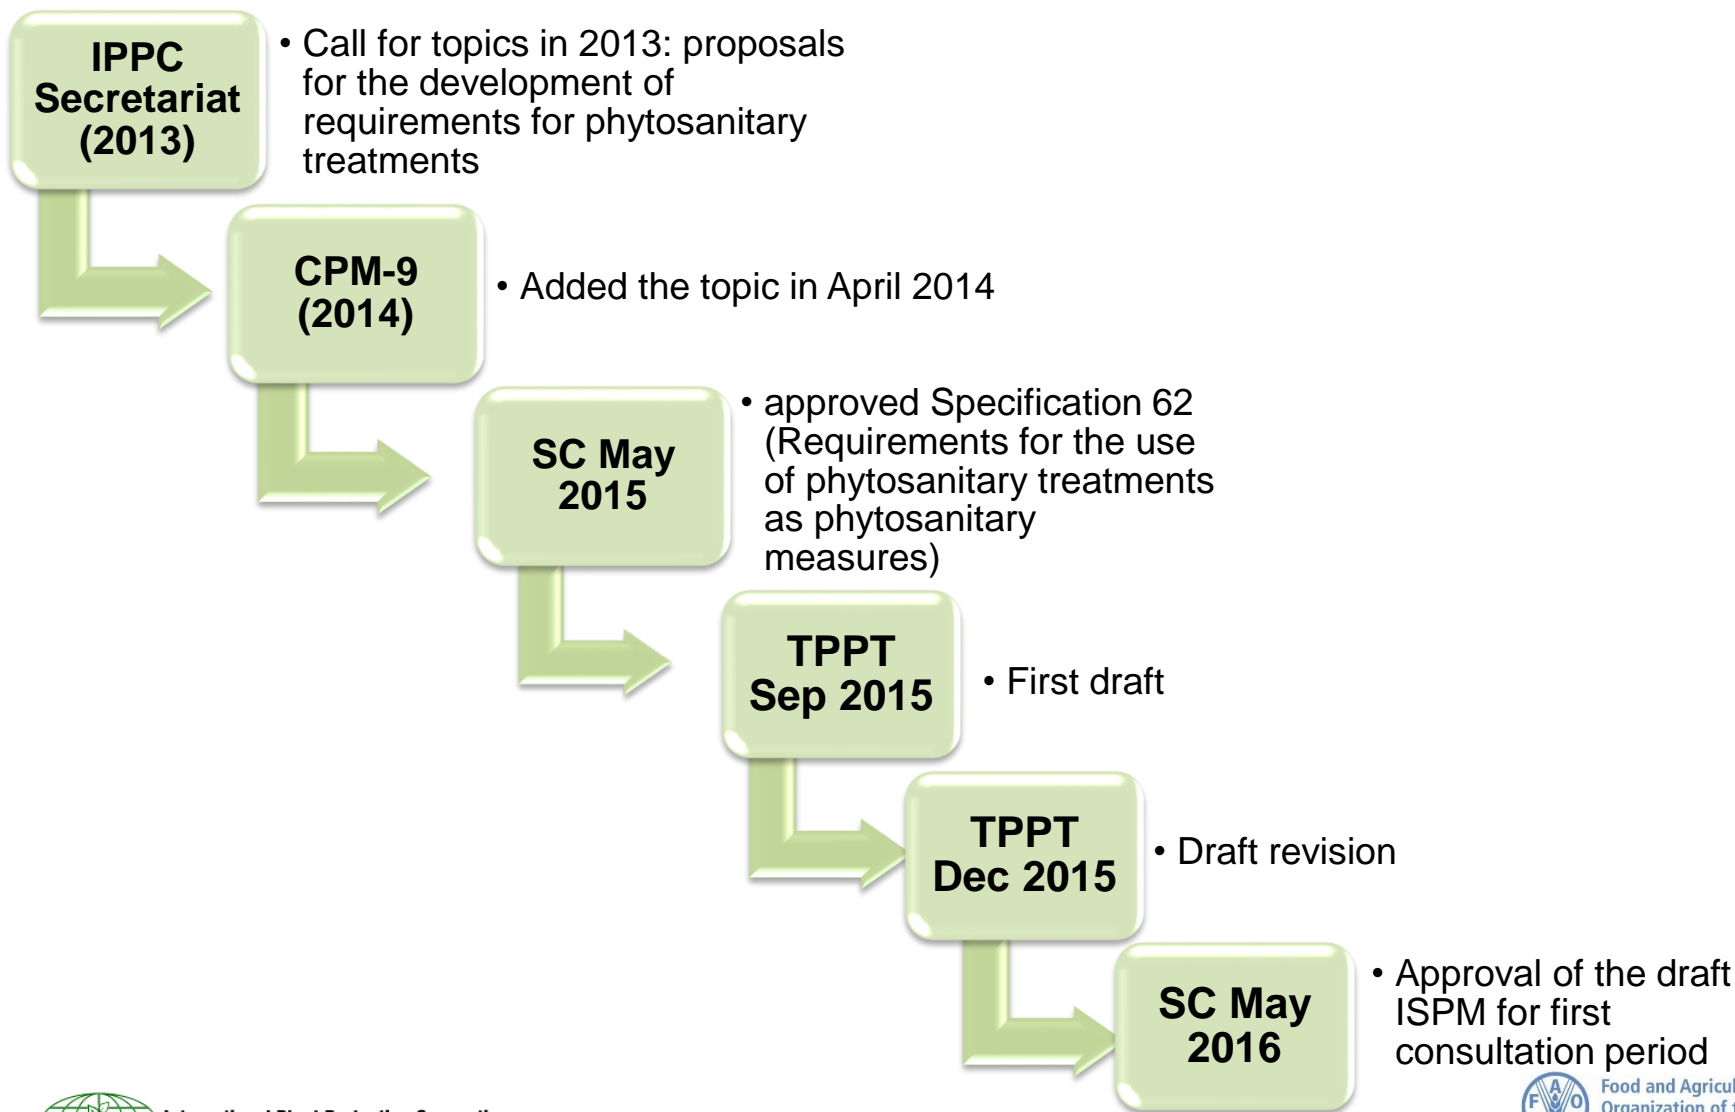 IPPC
Secretariat
(2013)
• Call for topics in 2013: proposals
for the development of
requirements for phytosanitary
treatments
CPM-9
(2014)
• Added the topic in April 2014
SC May
2015
• approved Specification 62
(Requirements for the use
of phytosanitary treatments
as phytosanitary
measures)
TPPT
Sep 2015
• First draft
TPPT
Dec 2015
• Draft revision
SC May
2016
• Approval of the draft
ISPM for first
consultation period
F A O
Food and